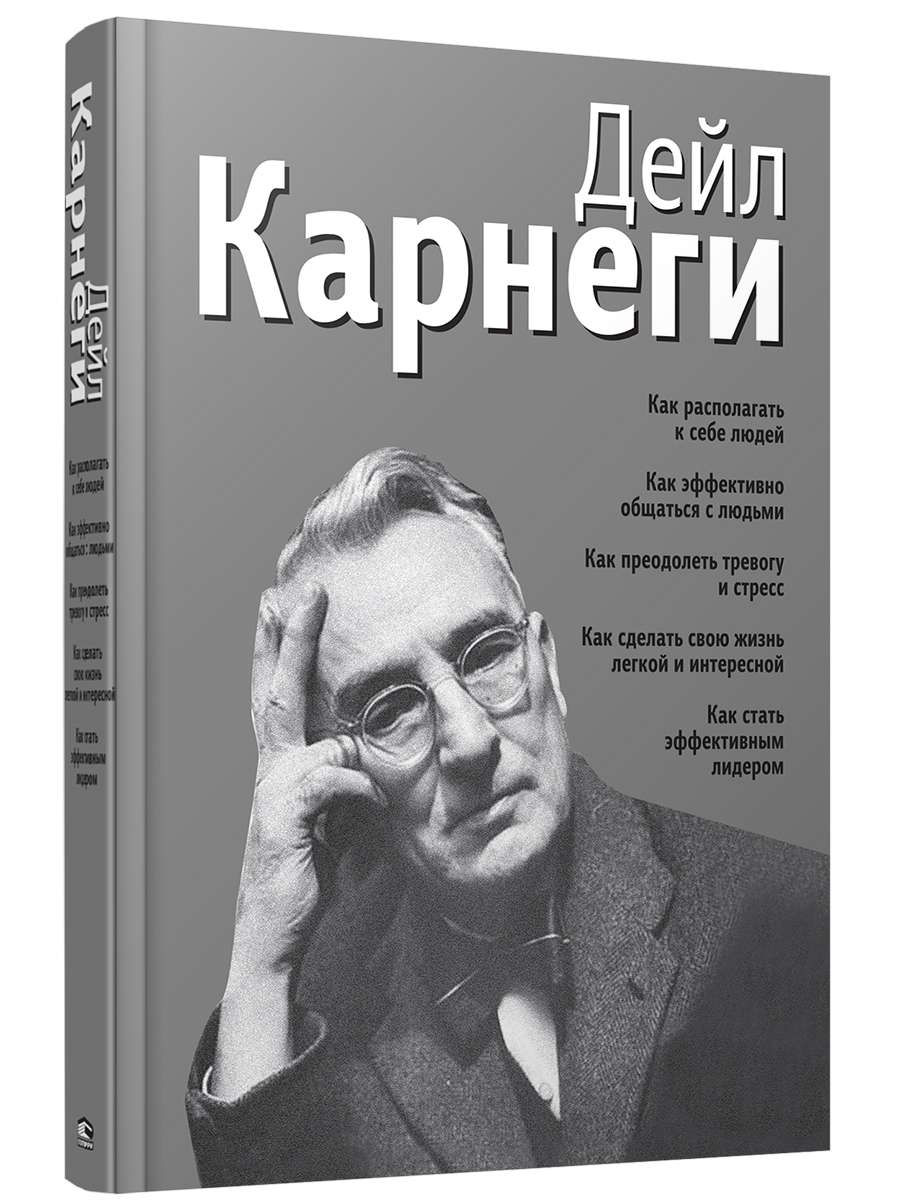 Дейл
Карнеги
Как располагать
к себе людей
Как эффективно
общаться с людьми
Как преодолеть тревогу
и стресс
Как сделать свою жизнь
легкой и интересной
Как стать
эффективным
лидером
Карнеги
Дейл
Как располагать
к себе людей
Как эффективно
общаться с людьми
Как преодолеть
тревогу и стресс
Как сделать
свою жизнь
легкой и интересной
Как стать
эффективным
лидером
ПОПУРРИ